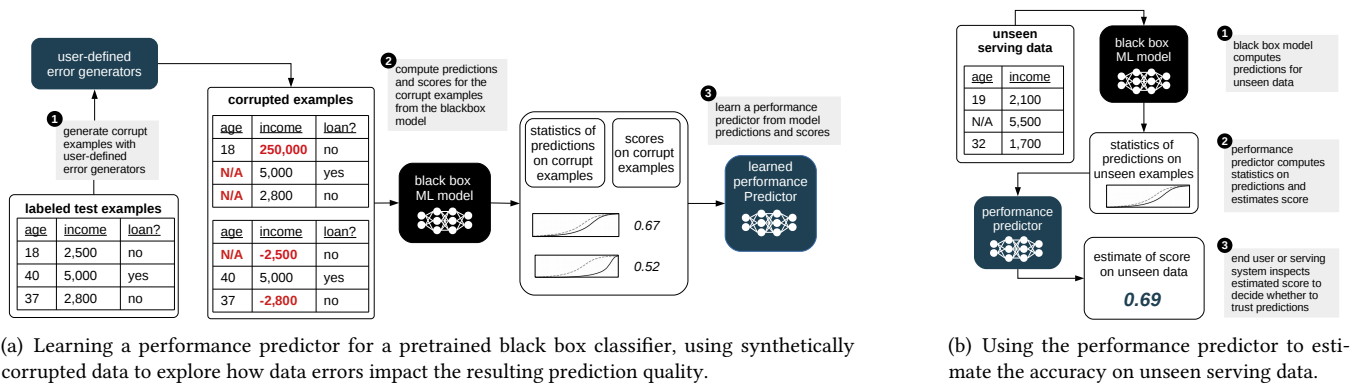 user-defined
error generators
1
generate corrupt
examples with
user-defined
error generators
labeled test examples
age income loan?
18 2,500 no
40 5,000 yes
37 2,800 no
corrupted examples
age income loan?
18 250,000 no
N/A 5,000 yes
N/A 2,800 no
age income loan?
N/A -2,500 no
40 5,000 yes
37 -2,800 no
2
compute predictions
and scores for the
corrupt examples
from the blackbox
model
black box
ML model
statistics of
predictions
on corrupt
examples
scores
on corrupt
examples
0.67
0.52
3
learn a performance
predictor from model
predictions and scores
learned
performance
Predictor
(a) Learning a performance predictor for a pretrained black box classifier, using synthetically
corrupted data to explore how data errors impact the resulting prediction quality.
unseen
serving data
age income
19 2,100
N/A 5,500
32 1,700
black box
ML model
1
black box model
computes
predictions for
unseen data
statistics of
predictions on
unseen examples
2
performance
predictor computes
statistics on
predictions and
estimates score
performance
predictor
estimate of score
on unseen data
0.69
3
end user or serving
system inspects
estimated score to
decide whether to
trust predictions
(b) Using the performance predictor to esti-
mate the accuracy on unseen serving data.